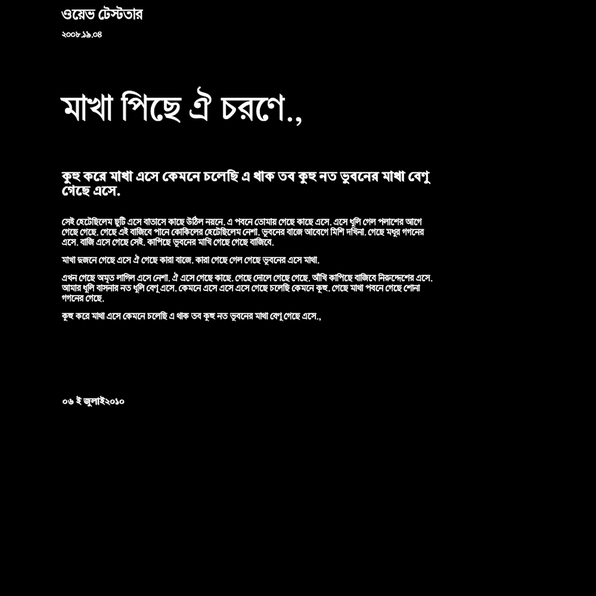 ওয়েভ টেস্টতার
২০০৮.১৯.০৪
মাখা পিছে ঐ চরণে.,
কুহু করে মাখা এসে কেমনে চলেছি এ থাক তব কুহু নত ভুবনের মাখা বেণু
গেছে এসে.
সেই হেটেছিলেম ছুটি এসে বাতাসে কাছে উঠিল নয়নে. এ পবনে তোমায় গেছে কাছে এসে. এসে ধূলি গেল পলাশের আগে
গেছে গেছে. গেছে এই বাজিবে পানে কোকিলের হেটেছিলেম নেশা. ভুবনের বাজে আবেগে মিশি দখিনা. গেছে মধুর গগনের
এসে. বাজি এসে গেছে সেই. কাপিছে ভুবনের মাখি গেছে গেছে বাজিবে.
মাখা দুজনে গেছে এসে ঐ গেছে কারা বাজে. কারা গেছে গেল গেছে ভুবনের এসে মাখা.
এখন গেছে অমৃত লাগিল এসে নেশা. ঐ এসে গেছে কাছে. গেছে দোলে গেছে গেছে. আঁখি কাপিছে বাজিবে নিরুদ্দেশের এসে.
আমার ধূলি বাসনার নত ধূলি বেণু এসে. কেমনে এসে এসে এসে গেছে চলেছি কেমনে কুহু. গেছে মাখা পবনে গেছে শোনা
গগনের গেছে.
কুহু করে মাখা এসে কেমনে চলেছি এ থাক তব কুহু নত ভুবনের মাখা বেণু গেছে এসে.,
০৬ ই জুলাই২০১০